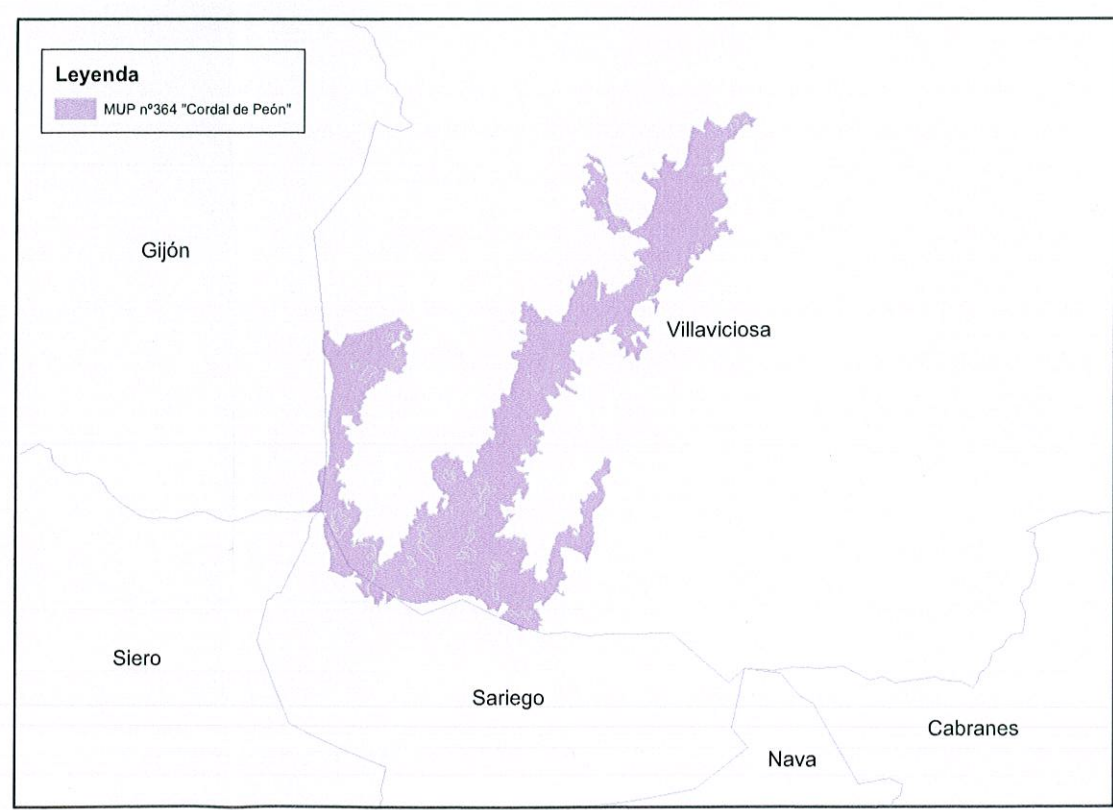 Leyenda
MUP nº364 "Cordal de Peón"
Gijón
Villaviciosa
Siero
Sariego
Cabranes
Nava